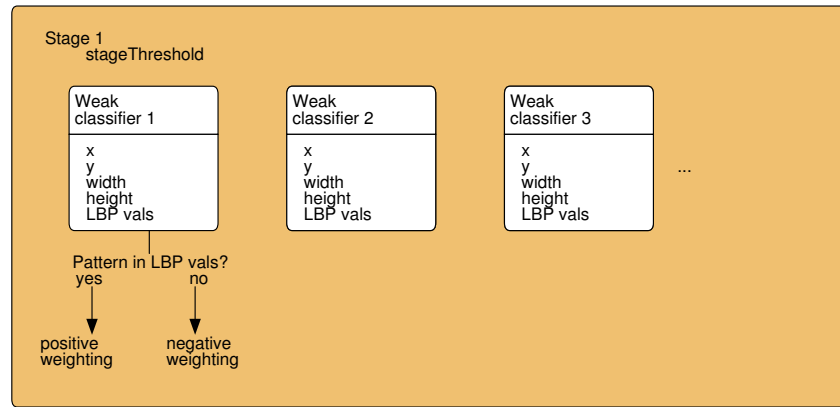 Stage 1
stageThreshold
Weak
classifier 1
x
y
width
height
LBP vals
Weak
classifier 2
x
y
width
height
LBP vals
Weak
classifier 3
x
y
width
height
LBP vals
...
Pattern in LBP vals?
yes
no
positive
weighting
negative
weighting